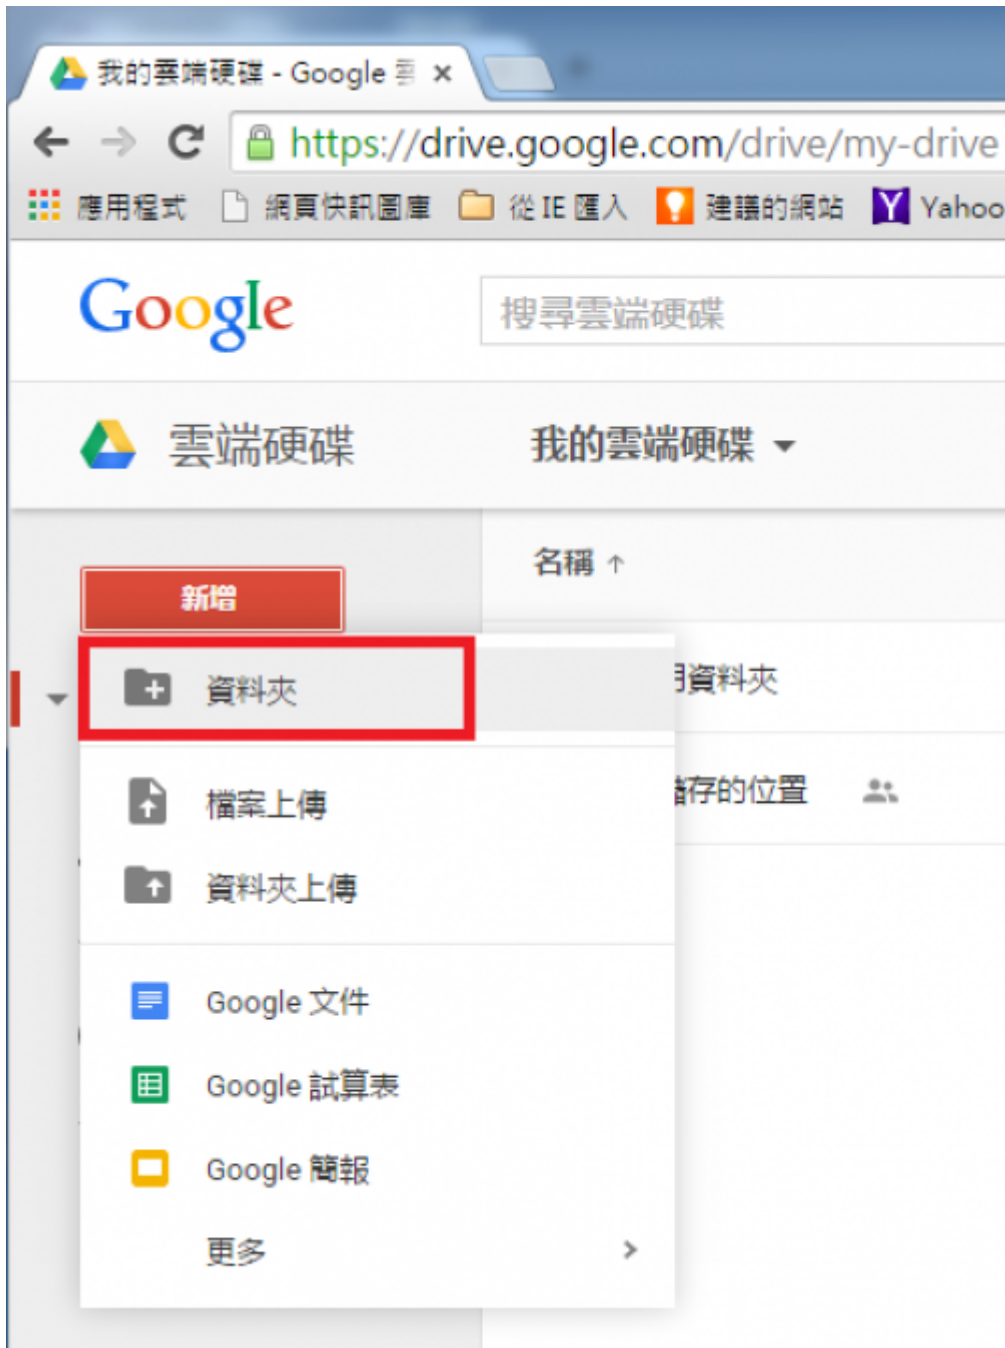 我的雲端硬碟 - Google 雲
https://drive.google.com/drive/my-drive
應用程式 網頁快訊圖庫 從 IE 匯入 建議的網站 Yahoo
Google 搜尋雲端硬碟
雲端硬碟 我的雲端硬碟
名稱 ↑
新增
資料夾
用資料夾
儲存的位置
檔案上傳
資料夾上傳
Google 文件
Google 試算表
Google 簡報
更多